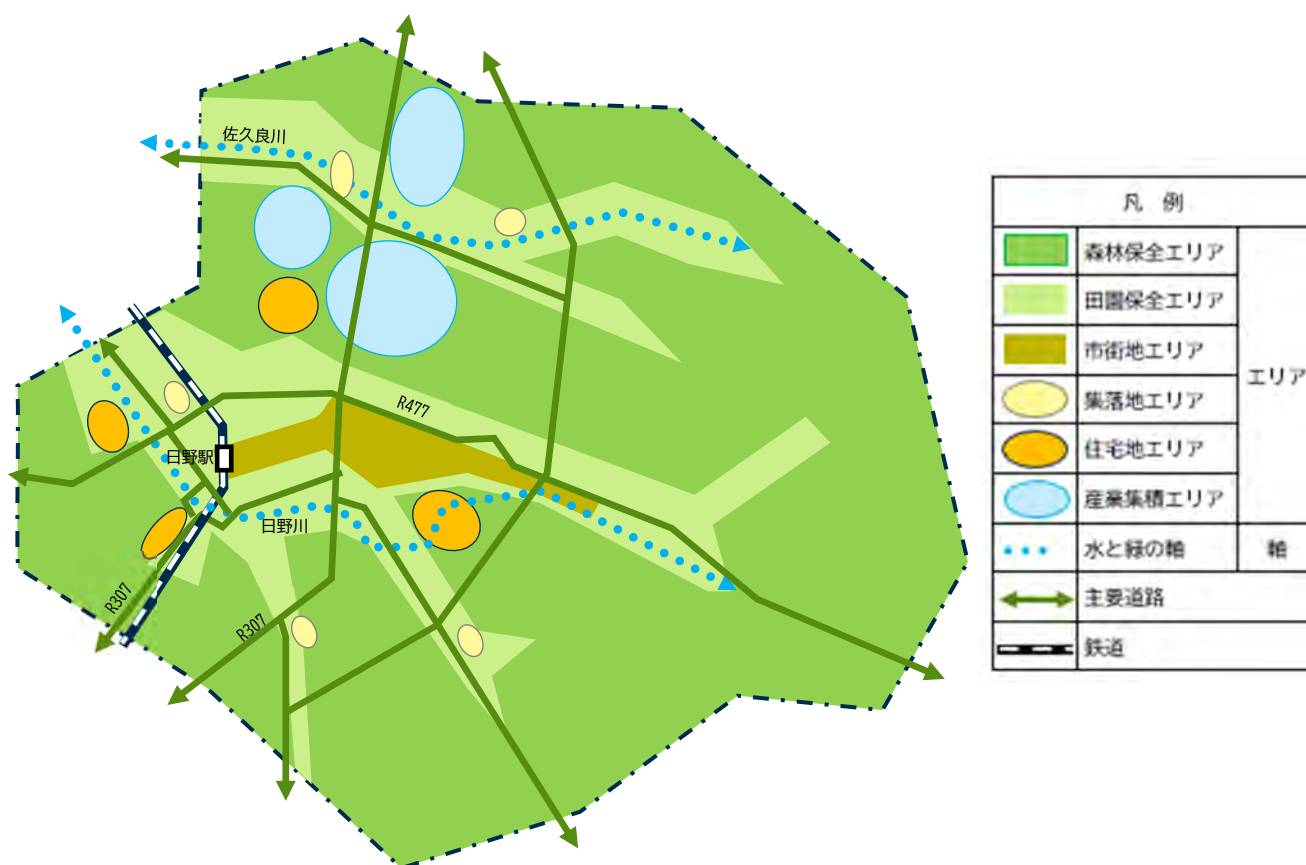 佐久良川
R477
日野駅
日野川
R307
R307
凡 例
森林保全エリア
田園保全エリア
市街地エリア
集落地エリア
住宅地エリア
産業集積エリア
エリア
水と緑の軸
軸
主要道路
鉄道